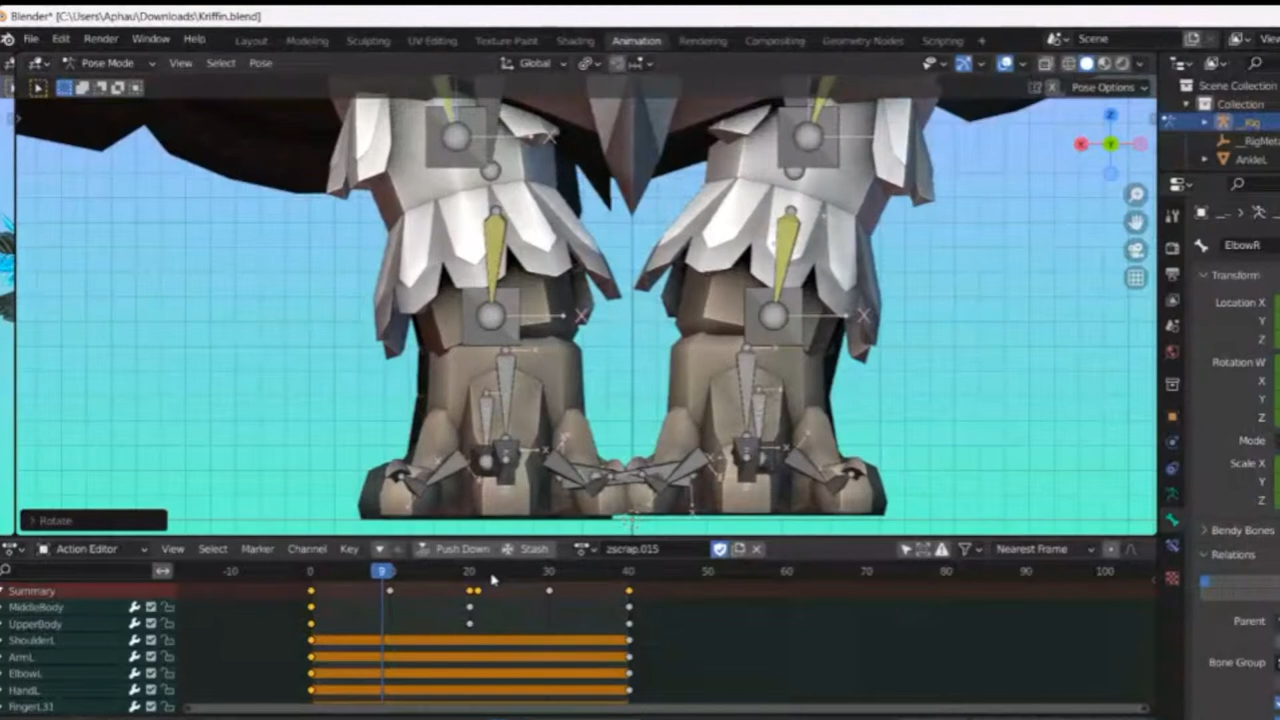 Blender* [C:\Users\Aphau\Downloads\Kriffin.blend]
File Edit Render Window Help Layout Modeling Sculpting UV Editing Texture Paint Shading Animation Rendering Compositing Geometry Nodes Scripting + Scene
Pose Mode View Select Pose Global
Pose Options
Scene Collection
Collection
_Rig
__RigMeta
AnkleL
Z
X Y
ElbowR
Transform
Location X
Y
Z
Rotation W
X
Y
Z
Mode
Scale X
Y
Z
Bendy Bones
Relations
Parent
Bone Group
Rotate
Action Editor View Select Marker Channel Key Push Down Stash zscrap.015 Nearest Frame
-10 0 9 20 30 40 50 60 70 80 90 100
Summary
MiddleBody
UpperBody
ShoulderL
ArmL
ElbowL
HandL
FingerL31